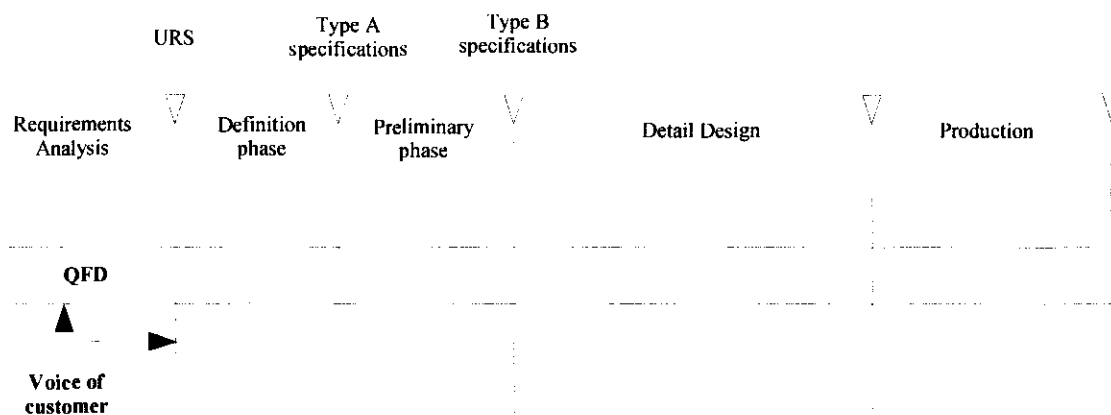 URS
Type A
specifications
Type B
specifications
Requirements
Analysis
Definition
phase
Preliminary
phase
Detail Design
Production
QFD
Voice of
customer